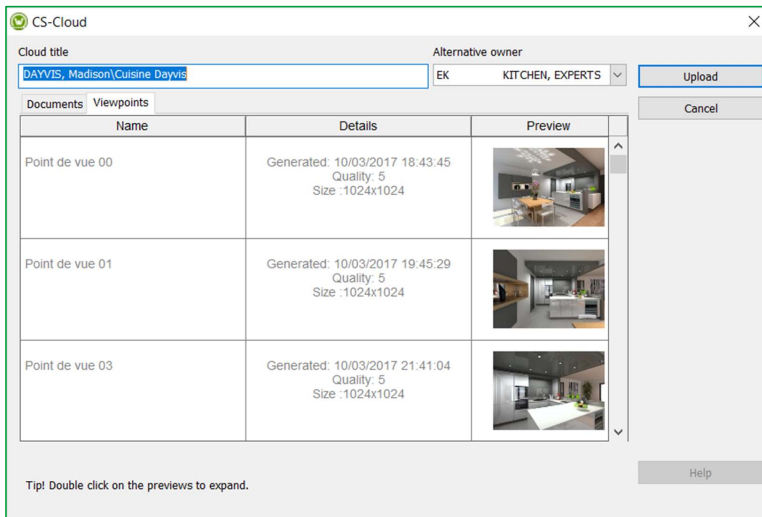 CS-Cloud
Cloud title
Alternative owner
DAYVIS, Madison\Cuisine Dayvis
EK KITCHEN, EXPERTS
Upload
Documents
Viewpoints
Cancel
Name
Details
Preview
Point de vue 00
Generated: 10/03/2017 18:43:45
Quality: 5
Size :1024x1024
Point de vue 01
Generated: 10/03/2017 19:45:29
Quality: 5
Size :1024x1024
Point de vue 03
Generated: 10/03/2017 21:41:04
Quality: 5
Size :1024x1024
Help
Tip! Double click on the previews to expand.